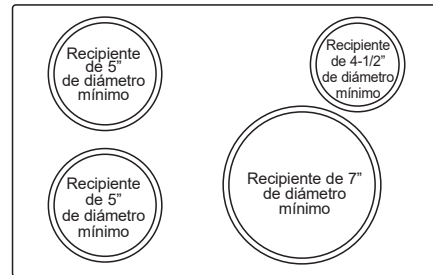 Recipiente
de 5”
de diámetro
mínimo
Recipiente
de 4-1/2”
de diámetro
mínimo
Recipiente
de 5”
de diámetro
mínimo
Recipiente de 7”
de diámetro
mínimo